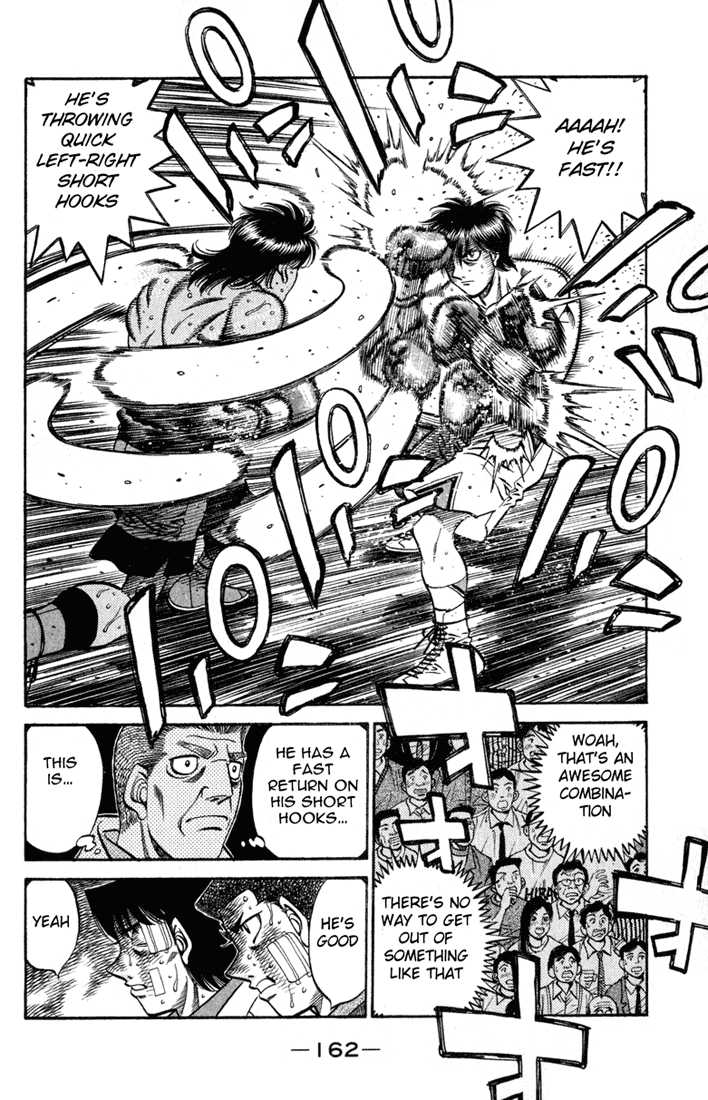 AAAAH!
HE'S
FAST!!
HE'S
THROWING
QUICK
LEFT-RIGHT
SHORT
HOOKS
WOAH,
THAT'S AN
AWESOME
COMBINA-
TION
THERE'S NO
WAY TO GET
OUT OF
SOMETHING
LIKE THAT
HE HAS A
FAST
RETURN ON
HIS SHORT
HOOKS...
THIS
IS...
HE'S
GOOD
YEAH
—162—